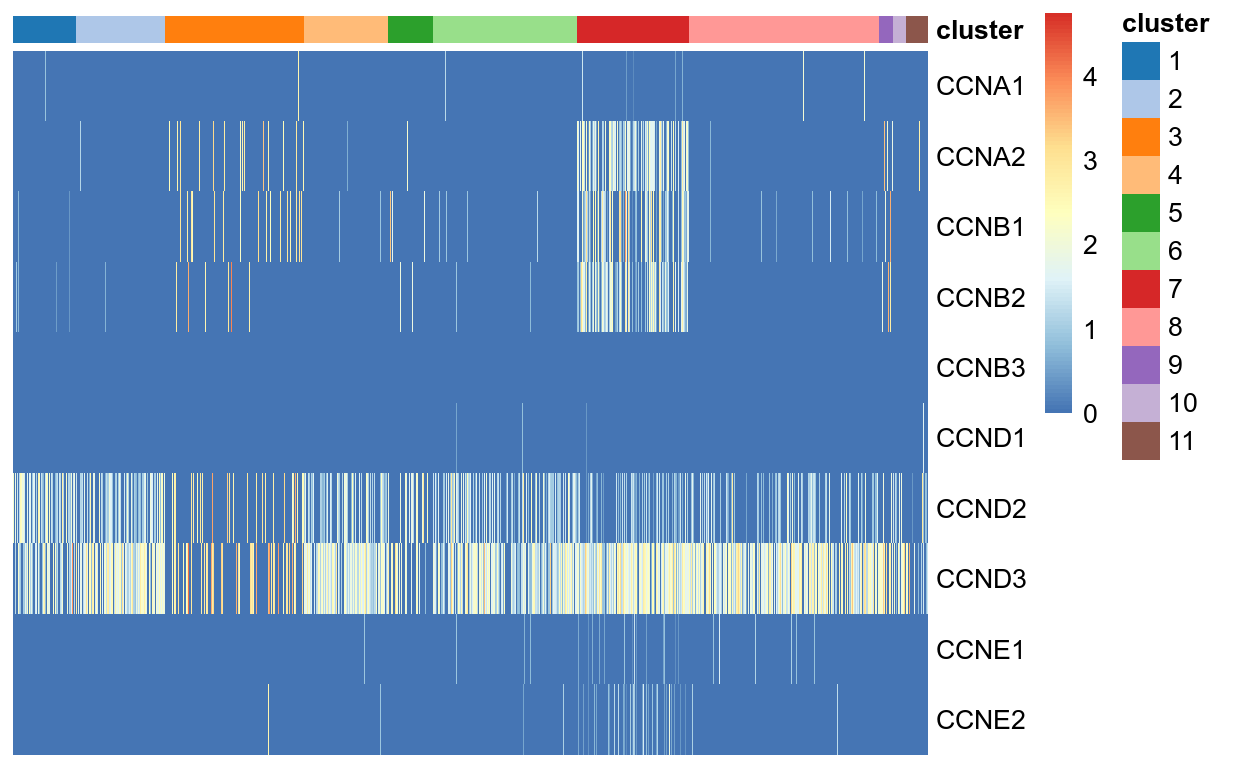 cluster
CCNA1
CCNA2
CCNB1
CCNB2
CCNB3
CCND1
CCND2
CCND3
CCNE1
CCNE2
4
3
2
1
0
cluster
1
2
3
4
5
6
7
8
9
10
11